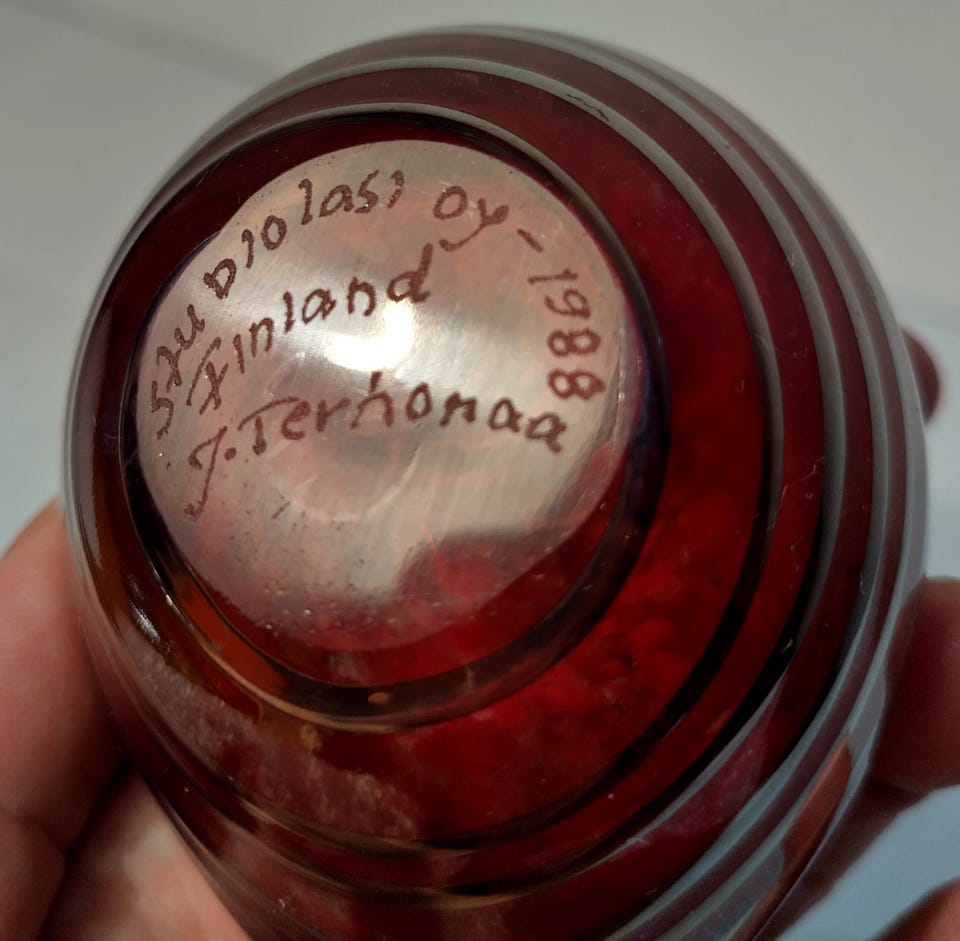 Studiolasi oy - 1988
Finland
J. Terhonaa